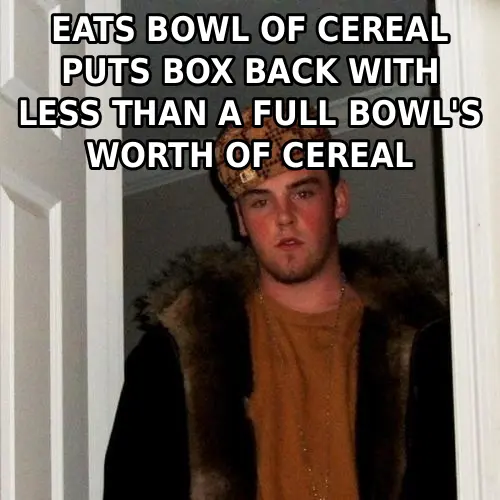 EATS BOWL OF CEREAL
PUTS BOX BACK WITH
LESS THAN A FULL BOWL'S
WORTH OF CEREAL